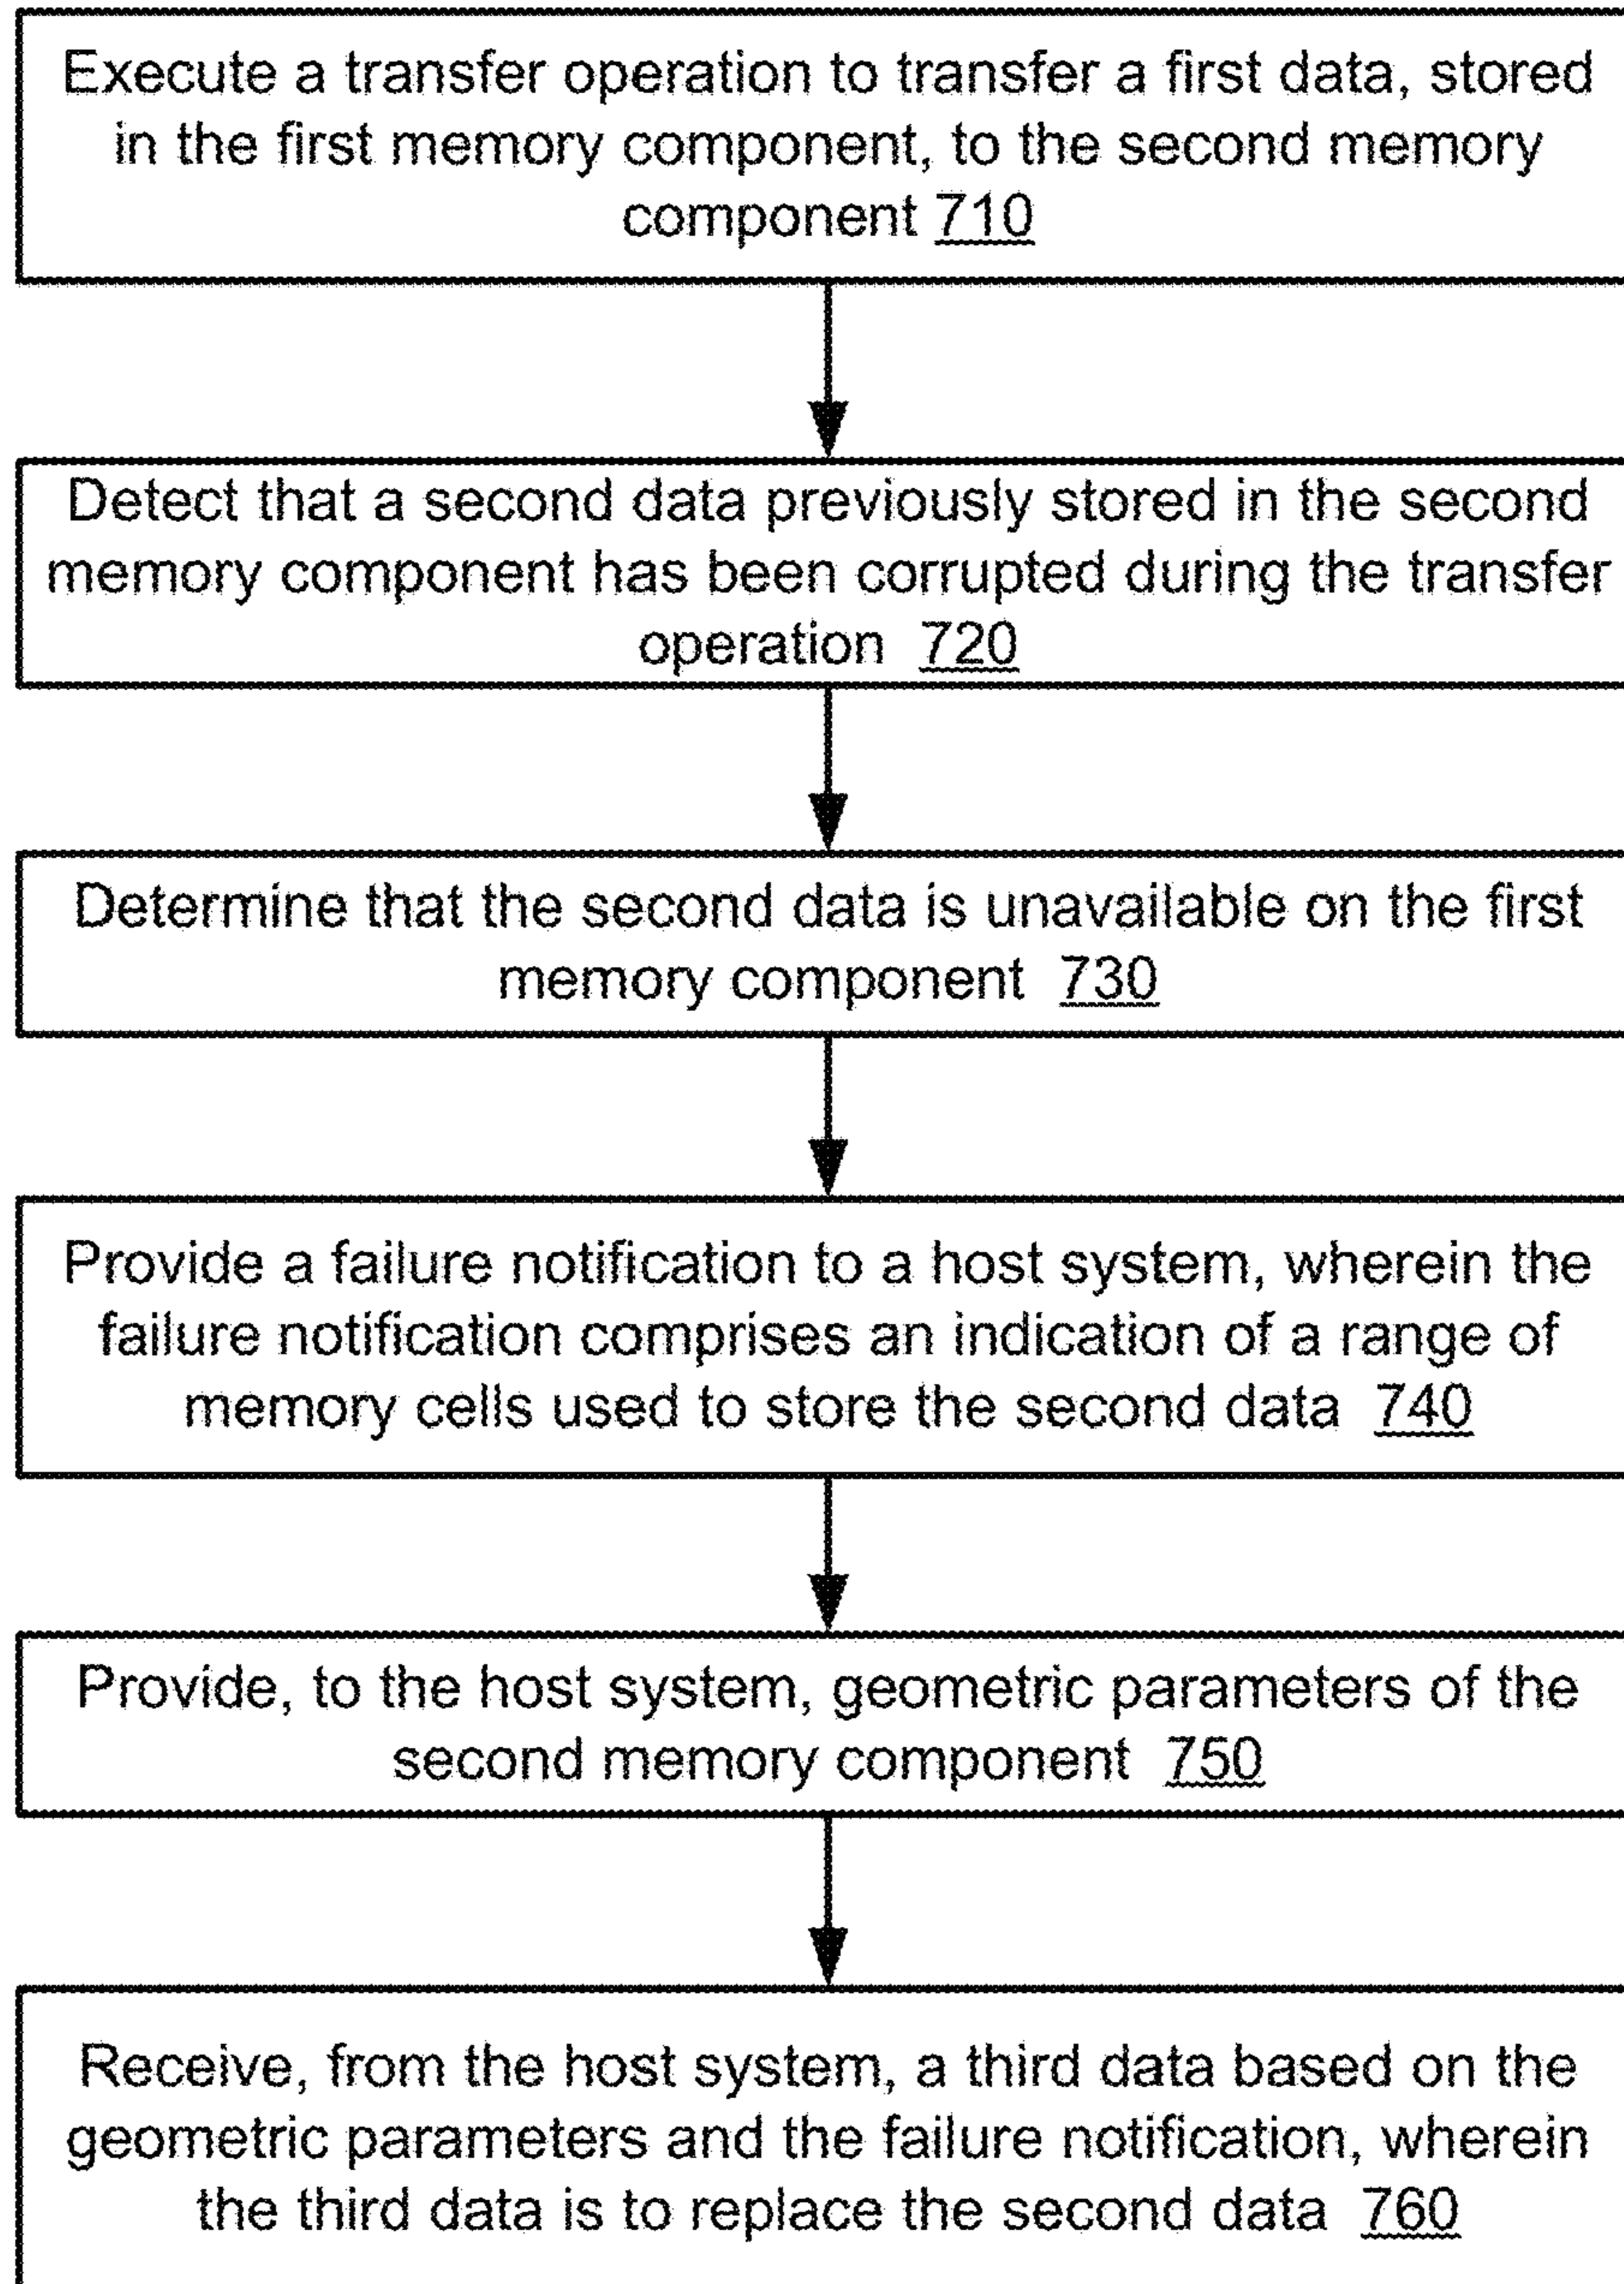 Execute a transfer operation to transfer a first data, stored
in the first memory component, to the second memory
component 710
Detect that a second data previously stored in the second
memory component has been corrupted during the transfer
operation 720
Determine that the second data is unavailable on the first
memory component 730
Provide a failure notification to a host system, wherein the
failure notification comprises an indication of a range of
memory cells used to store the second data 740
Provide, to the host system, geometric parameters of the
second memory component 750
Receive, from the host system, a third data based on the
geometric parameters and the failure notification, wherein
the third data is to replace the second data 760